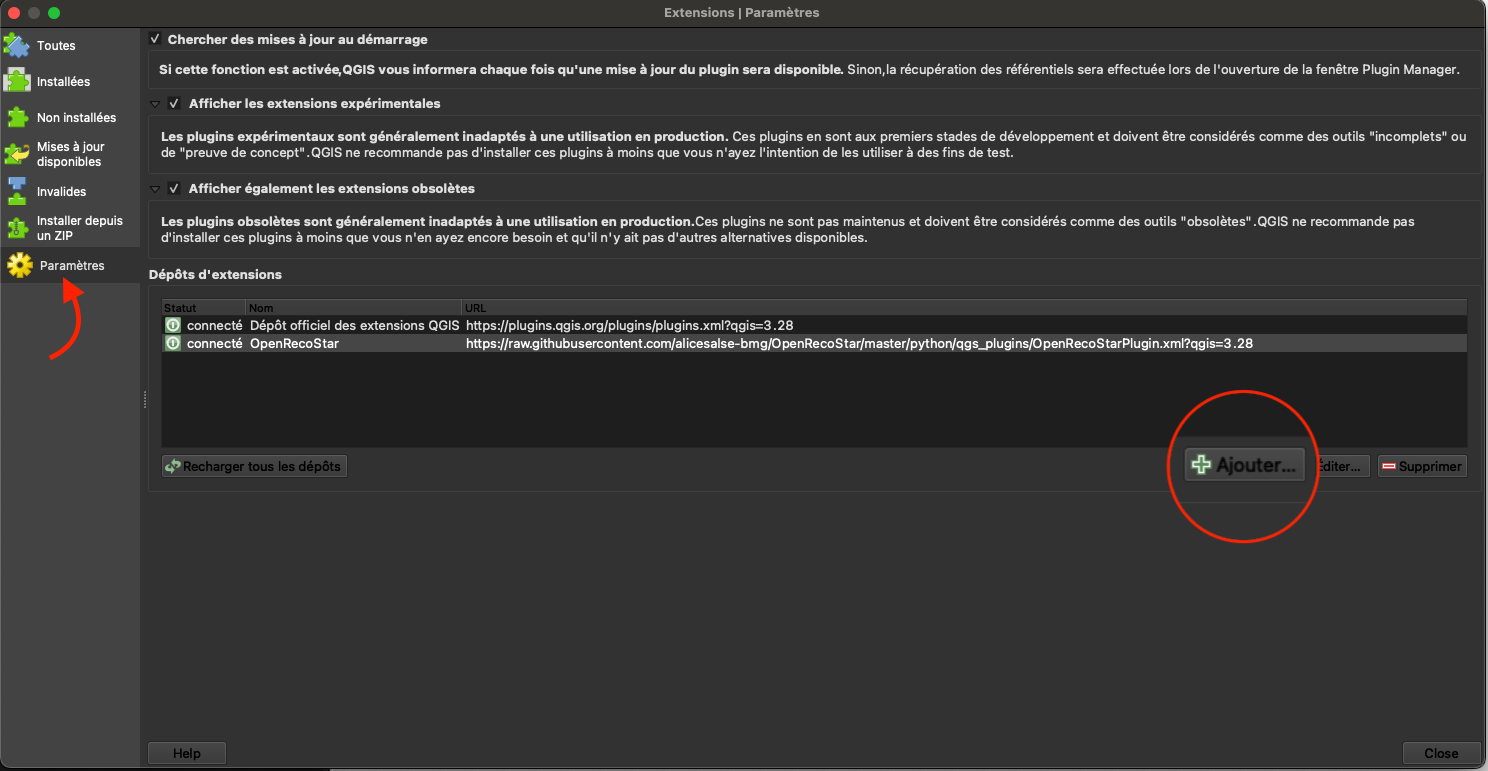 Extensions | Paramètres
Toutes
Installées
Non installées
Mises à jour
disponibles
Invalides
Installer depuis
un ZIP
Paramètres
Chercher des mises à jour au démarrage
Si cette fonction est activée,QGIS vous informera chaque fois qu'une mise à jour du plugin sera disponible. Sinon,la récupération des référentiels sera effectuée lors de l'ouverture de la fenêtre Plugin Manager.
Afficher les extensions expérimentales
Les plugins expérimentaux sont généralement inadaptés à une utilisation en production. Ces plugins en sont aux premiers stades de développement et doivent être considérés comme des outils "incomplets" ou
de "preuve de concept".QGIS ne recommande pas d'installer ces plugins à moins que vous n'ayez l'intention de les utiliser à des fins de test.
Afficher également les extensions obsolètes
Les plugins obsolètes sont généralement inadaptés à une utilisation en production.Ces plugins ne sont pas maintenus et doivent être considérés comme des outils "obsolètes".QGIS ne recommande pas
d'installer ces plugins à moins que vous n'en ayez encore besoin et qu'il n'y ait pas d'autres alternatives disponibles.
Dépôts d'extensions
Statut Nom URL
connecté Dépôt officiel des extensions QGIS https://plugins.qgis.org/plugins/plugins.xml?qgis=3.28
connecté OpenRecoStar https://raw.githubusercontent.com/alicesalse-bmg/OpenRecoStar/master/python/qgs_plugins/OpenRecoStarPlugin.xml?qgis=3.28
Recharger tous les dépôts Ajouter... Éditer... Supprimer
Help Close